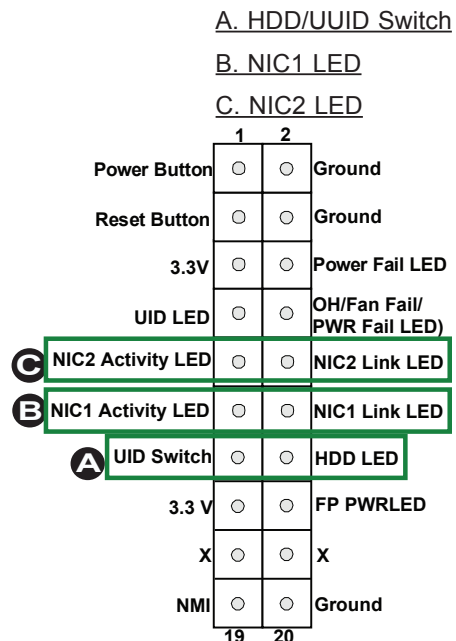 A. HDD/UUID Switch
B. NIC1 LED
C. NIC2 LED
1 2
Power Button Ground
Reset Button Ground
3.3V Power Fail LED
UID LED OH/Fan Fail/
PWR Fail LED)
C NIC2 Activity LED NIC2 Link LED
B NIC1 Activity LED NIC1 Link LED
A UID Switch HDD LED
3.3 V FP PWRLED
X X
NMI Ground
19 20